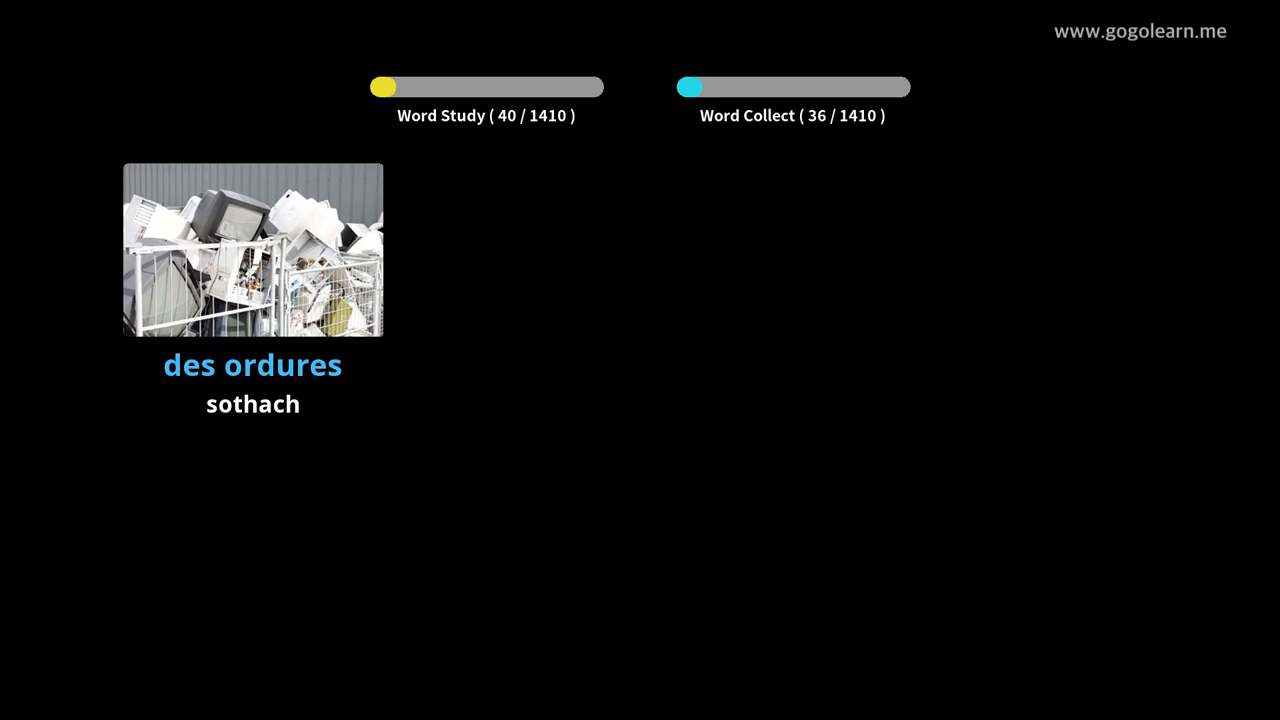 www.gogolearn.me
Word Study ( 40 / 1410 )
Word Collect ( 36 / 1410 )
des ordures
sothach